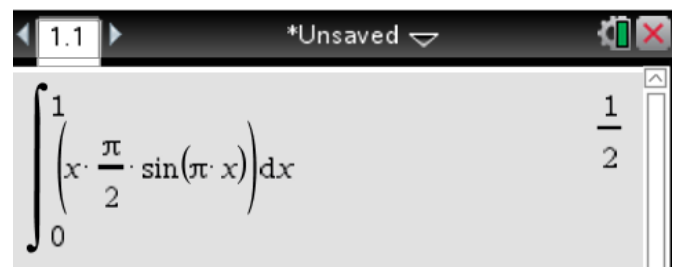 1.1 *Unsaved
∫₀¹ (x · π/2 · sin(π · x)) dx 1/2